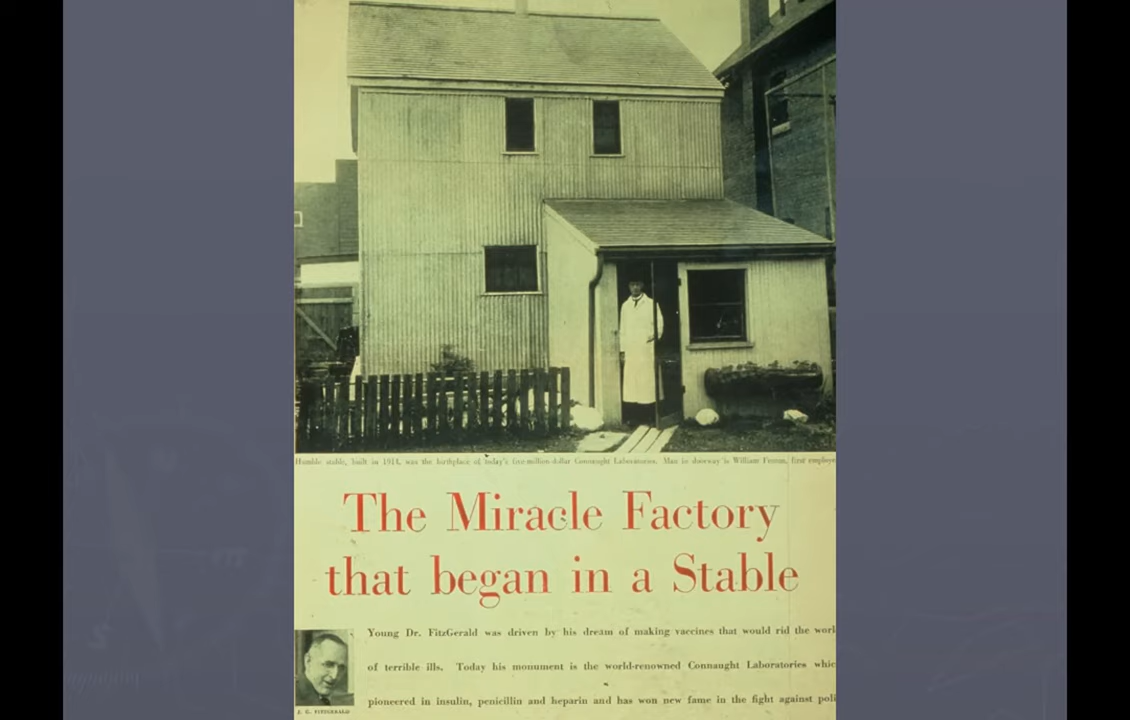 Humble stable, built in 1914, was the birthplace of today's five-million-dollar Connaught Laboratories. Man in doorway is William Fenton, first employe
The Miracle Factory
that began in a Stable
Young Dr. FitzGerald was driven by his dream of making vaccines that would rid the worl
of terrible ills. Today his monument is the world-renowned Connaught Laboratories whic
pioneered in insulin, penicillin and heparin and has won new fame in the fight against poli
J. G. FITZGERALD